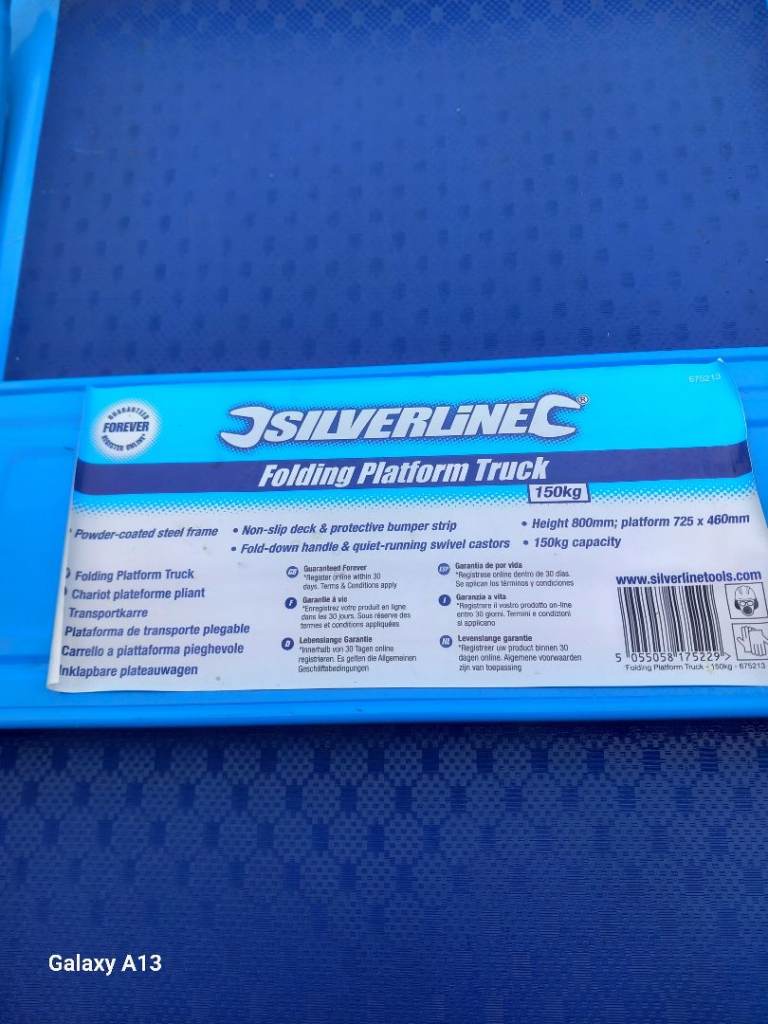 675213
GUARANTEED
FOREVER
REGISTER ONLINE*
SILVERLINE®
Folding Platform Truck
150kg
• Powder-coated steel frame
• Non-slip deck & protective bumper strip
• Height 800mm; platform 725 x 460mm
• Fold-down handle & quiet-running swivel castors
• 150kg capacity
Folding Platform Truck
Chariot plateforme pliant
Transportkarre
Plataforma de transporte plegable
Carrello a piattaforma pieghevole
Inklapbare plateauwagen
GB Guaranteed Forever
*Register online within 30
days. Terms & Conditions apply
F Garantie à vie
*Enregistrez votre produit en ligne
dans les 30 jours. Sous réserve des
termes et conditions appliquées
D Lebenslange Garantie
*Innerhalb von 30 Tagen online
registrieren. Es gelten die Allgemeinen
Geschäftsbedingungen
ESP Garantía de por vida
*Regístrese online dentro de 30 días.
Se aplican los términos y condiciones
I Garanzia a vita
*Registrare il vostro prodotto on-line
entro 30 giorni. Termini e condizioni
si applicano
NL Levenslange garantie
*Registreer uw product binnen 30
dagen online. Algemene voorwaarden
zijn van toepassing
www.silverlinetools.com
5 055058 175229 >
Folding Platform Truck - 150kg - 675213
Galaxy A13